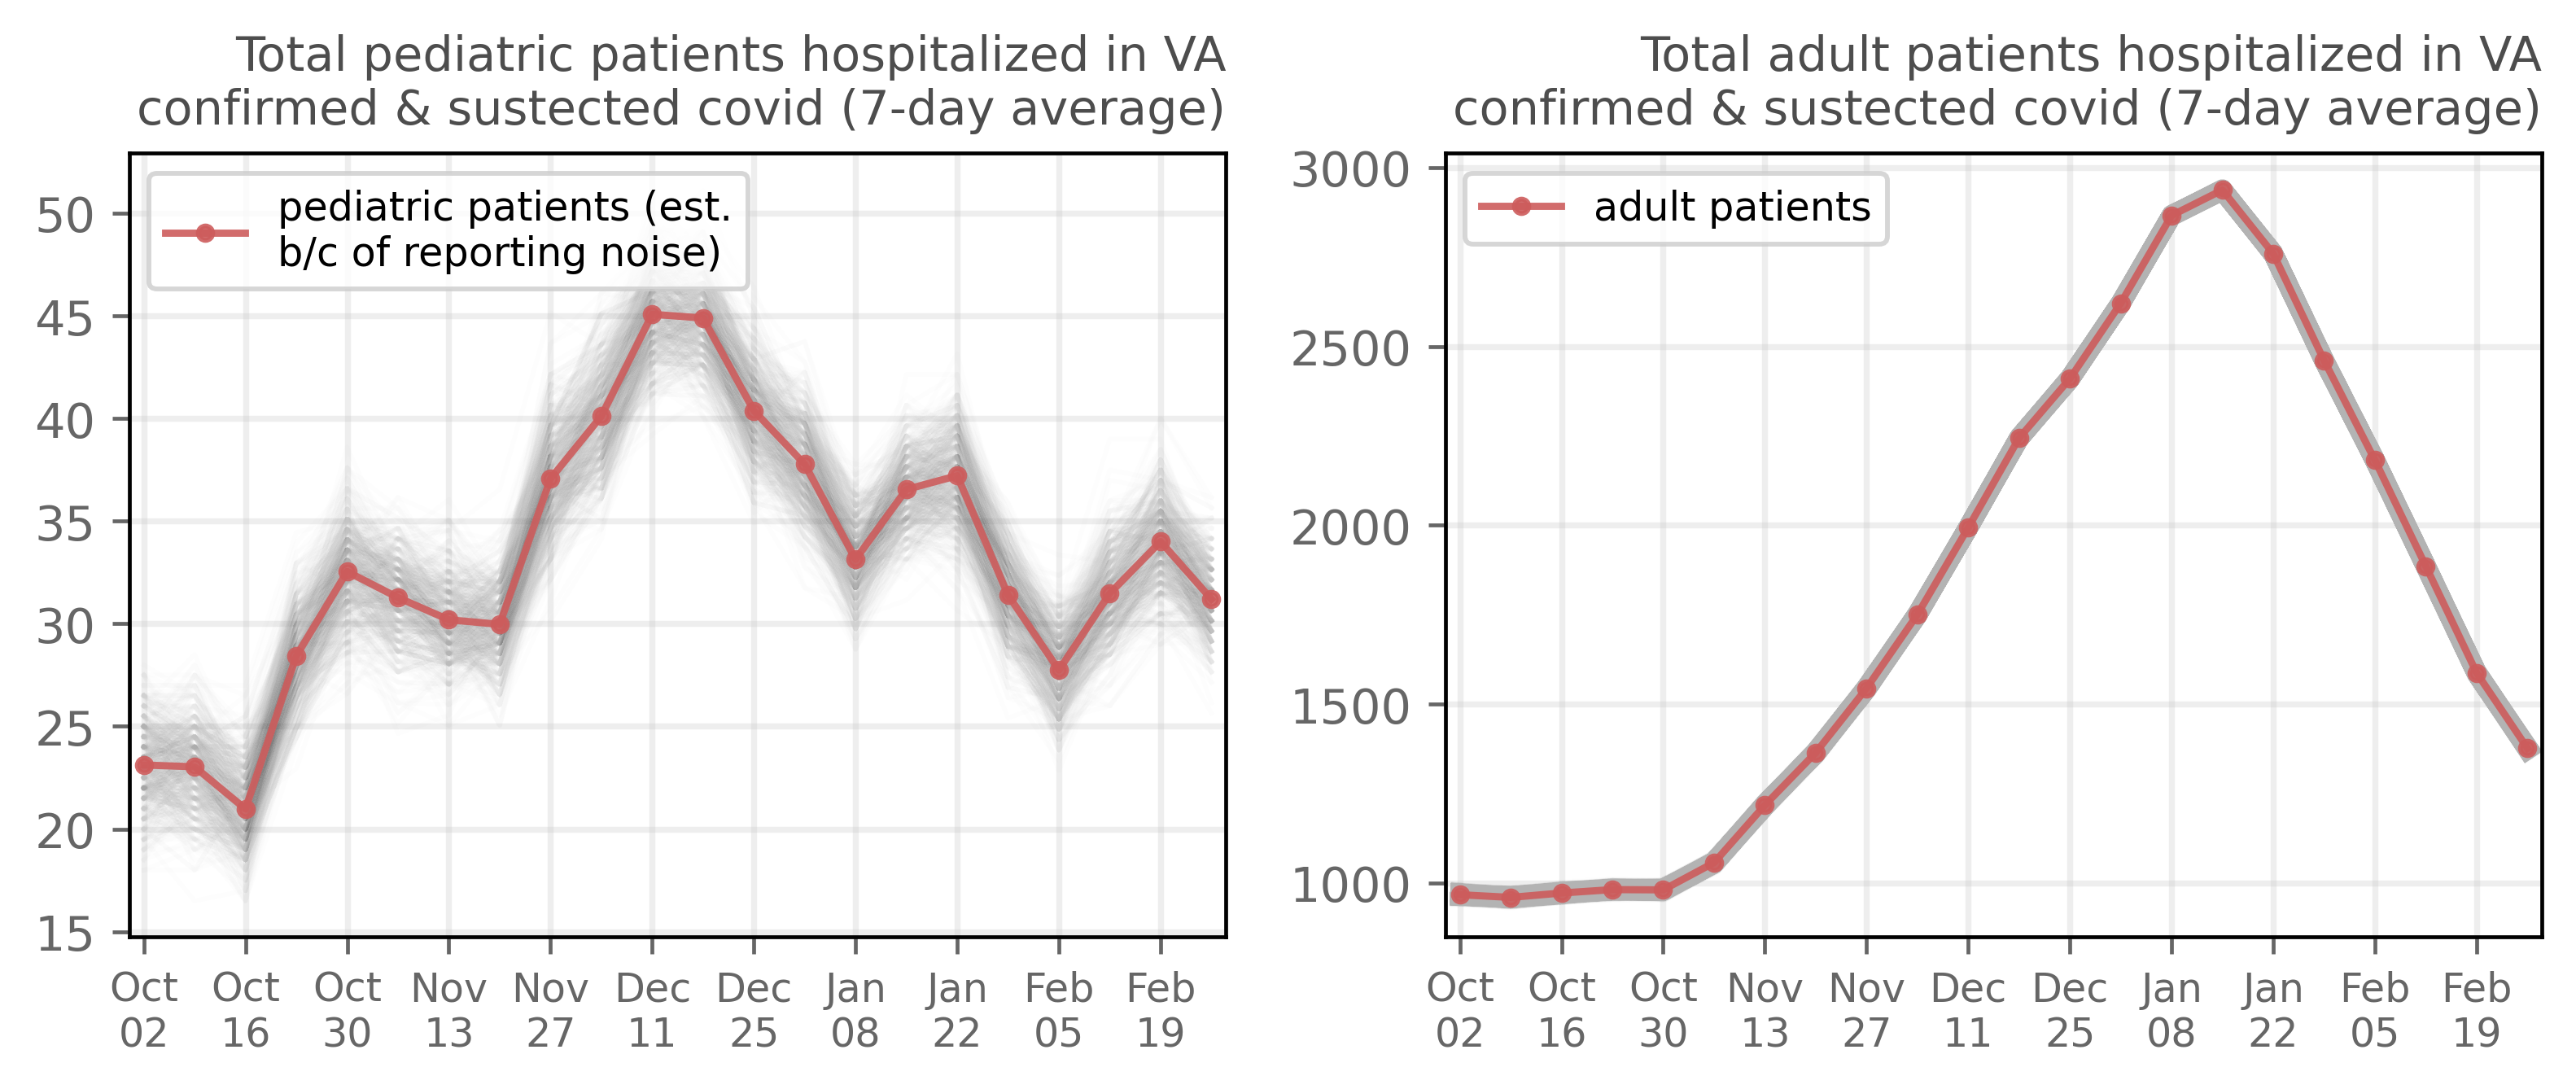 Total pediatric patients hospitalized in VA
confirmed & sustected covid (7-day average)
pediatric patients (est.
b/c of reporting noise)
50
45
40
35
30
25
20
15
Oct Oct Oct Nov Nov Dec Dec Jan Jan Feb Feb
02 16 30 13 27 11 25 08 22 05 19
Total adult patients hospitalized in VA
confirmed & sustected covid (7-day average)
adult patients
3000
2500
2000
1500
1000
Oct Oct Oct Nov Nov Dec Dec Jan Jan Feb Feb
02 16 30 13 27 11 25 08 22 05 19